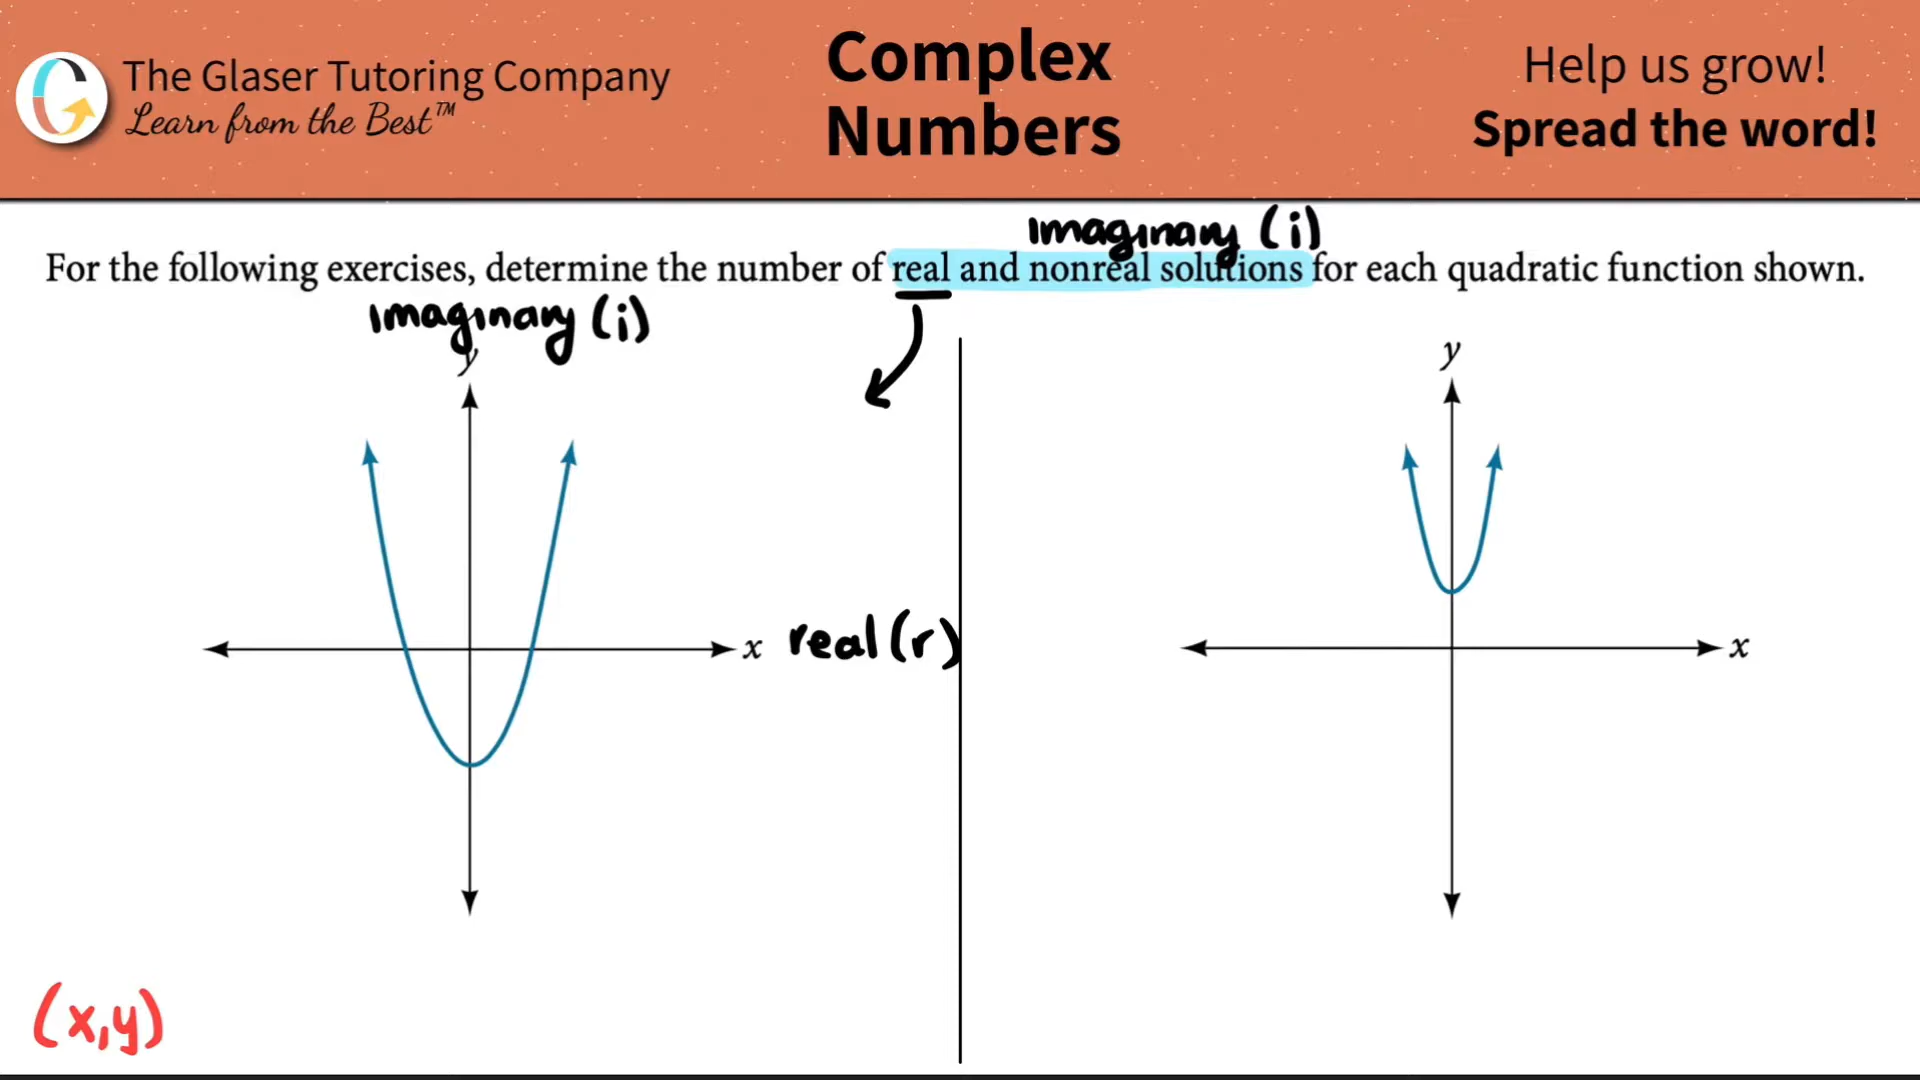 The Glaser Tutoring Company
Learn from the Best™
Complex
Numbers
Help us grow!
Spread the word!
imaginary (i)
For the following exercises, determine the number of real and nonreal solutions for each quadratic function shown.
imaginary (i)
y
y
x
real (r)
x
(x,y)